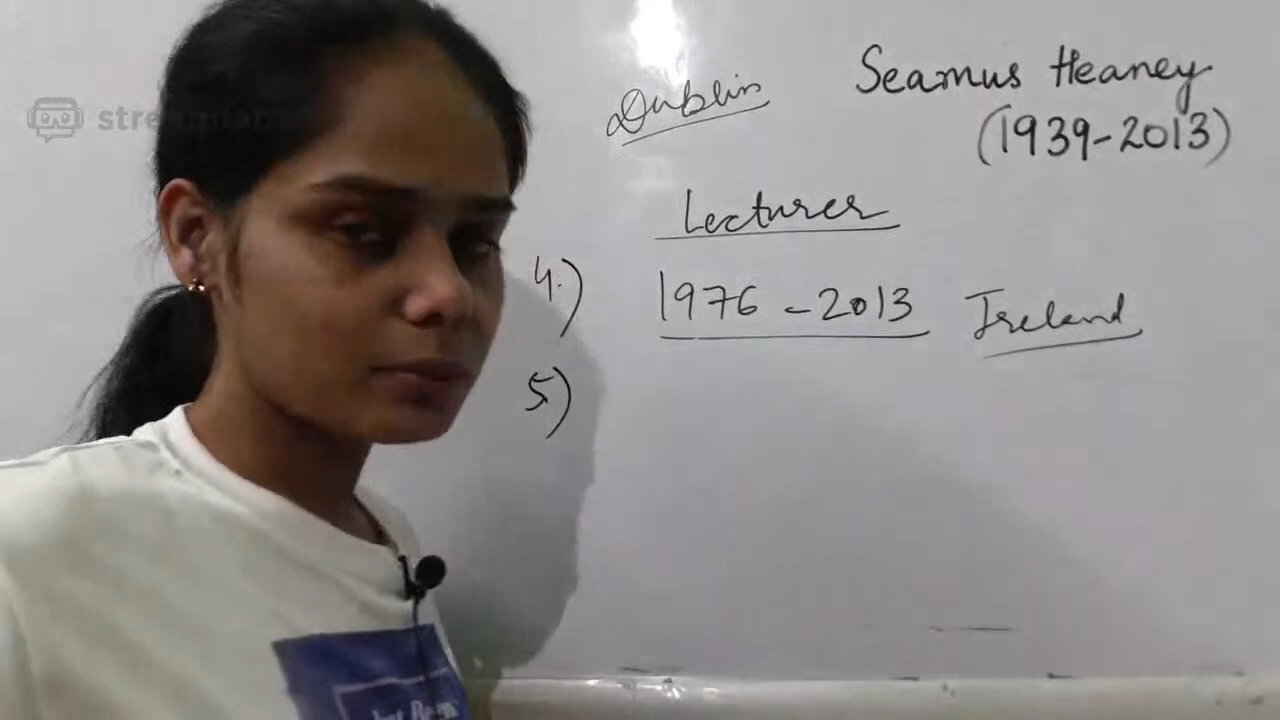 Dublin Seamus Heaney
(1939-2013)
Lecturer
4.) 1976 - 2013 Ireland
5)